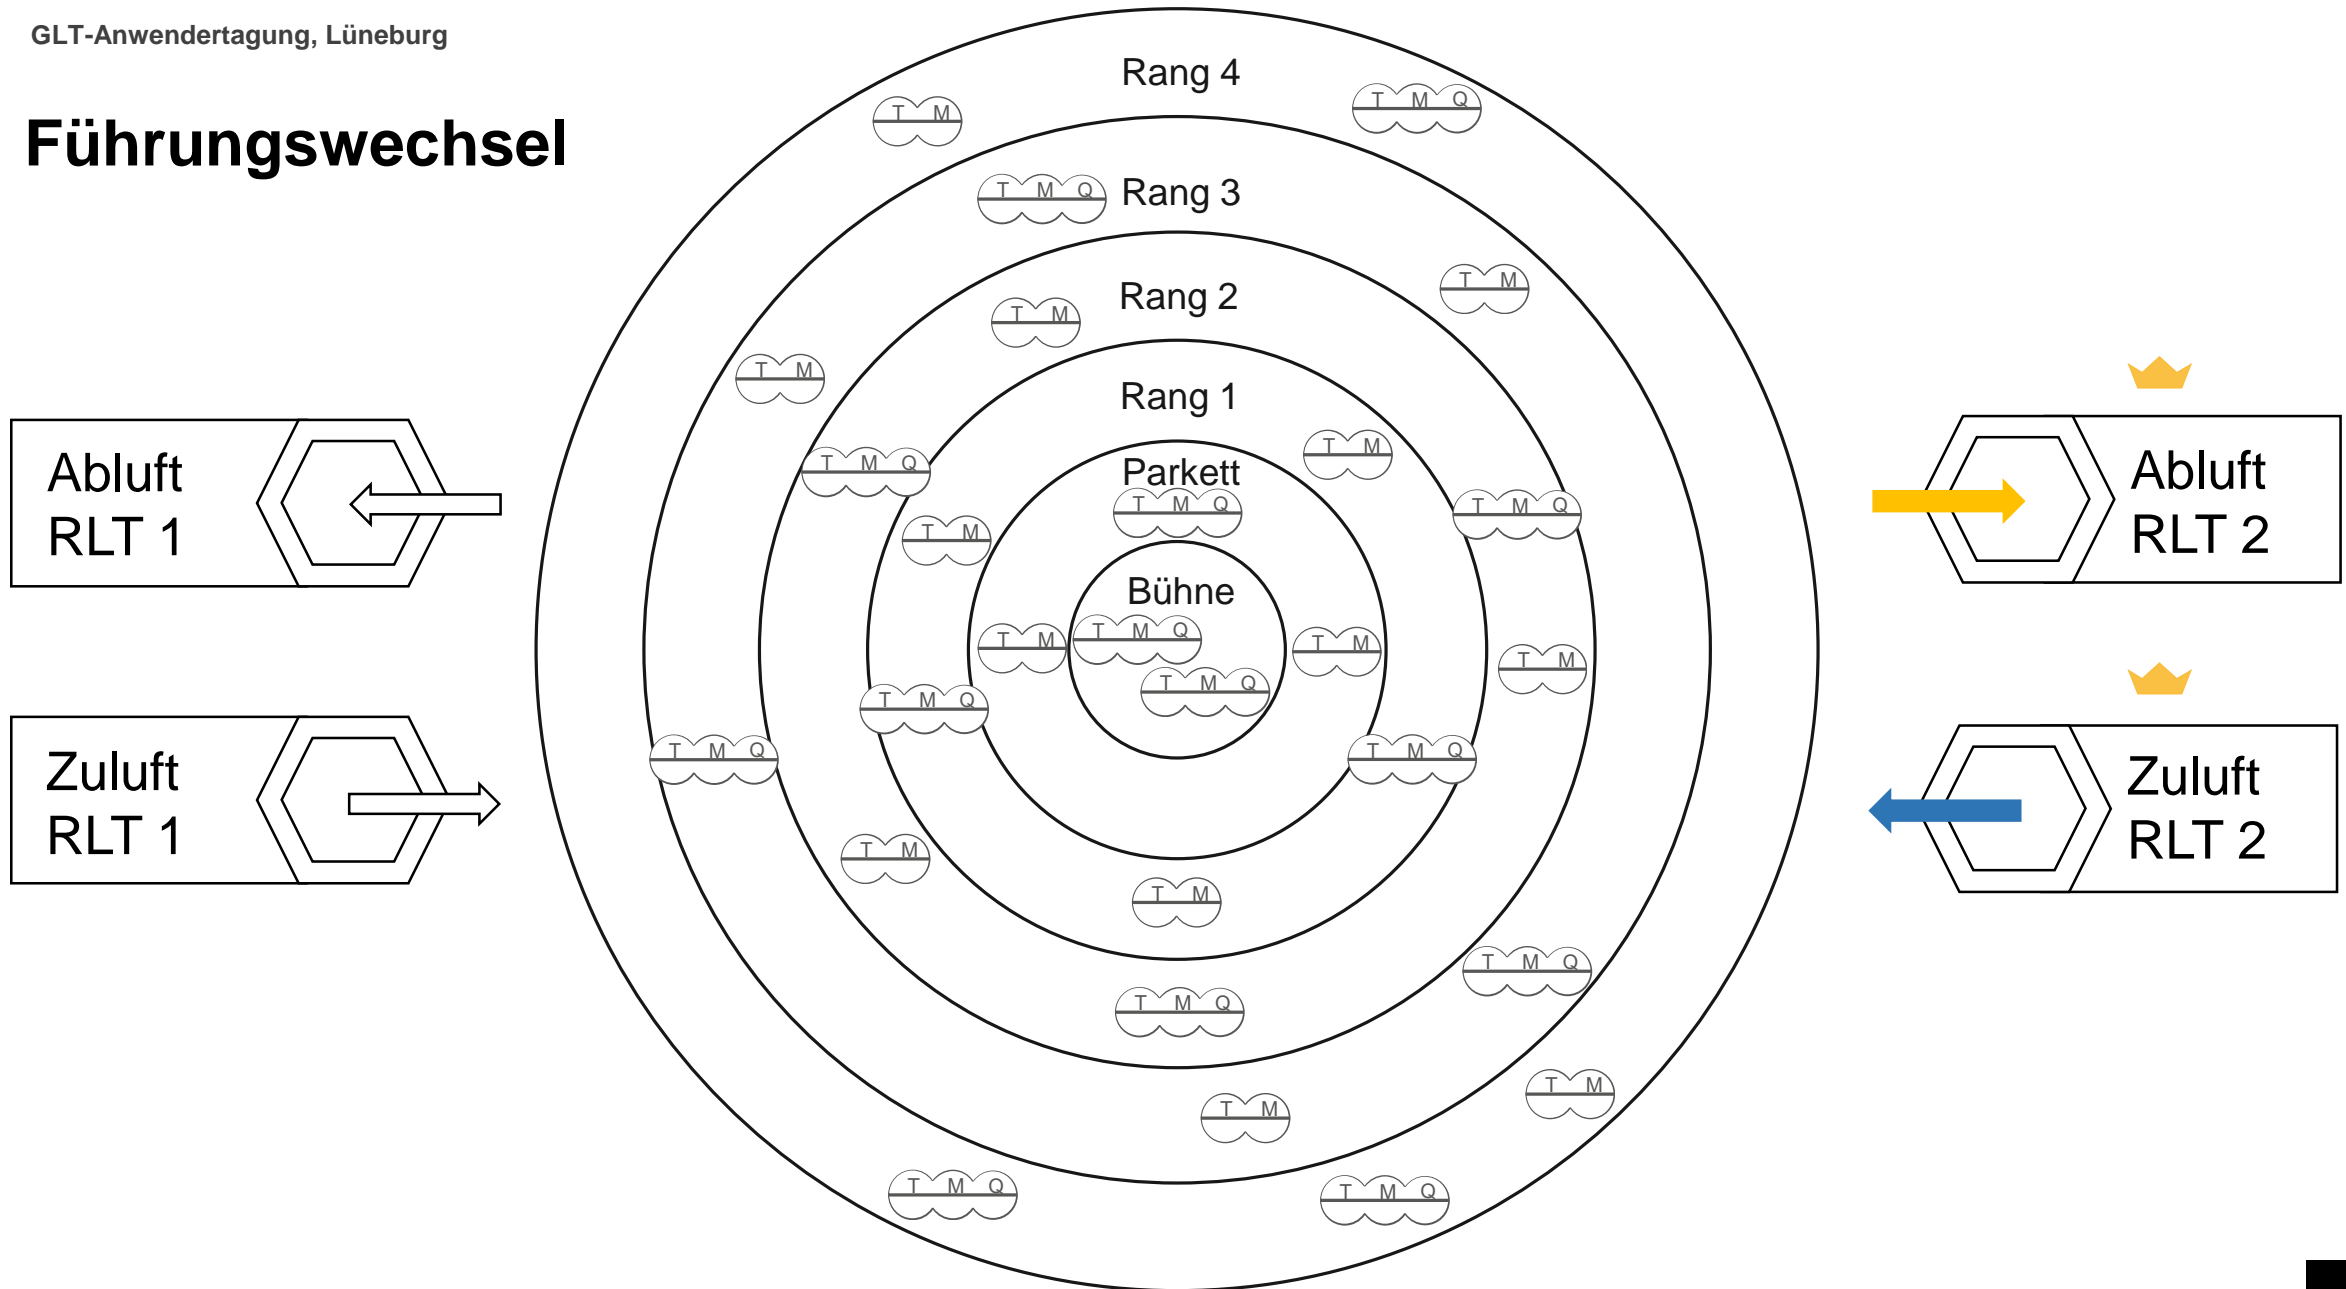 GLT-Anwendertagung, Lüneburg
Führungswechsel
Rang 4
T M
T M Q
Rang 3
T M Q
T M
Rang 2
T M
T M
Rang 1
T M
T M Q
Parkett
T M Q
T M Q
T M
Bühne
T M
T M Q
T M
T M
T M Q
T M Q
T M Q
T M Q
T M
T M
T M Q
T M Q
T M
T M
T M Q
T M Q
Abluft
RLT 1
Zuluft
RLT 1
Abluft
RLT 2
Zuluft
RLT 2